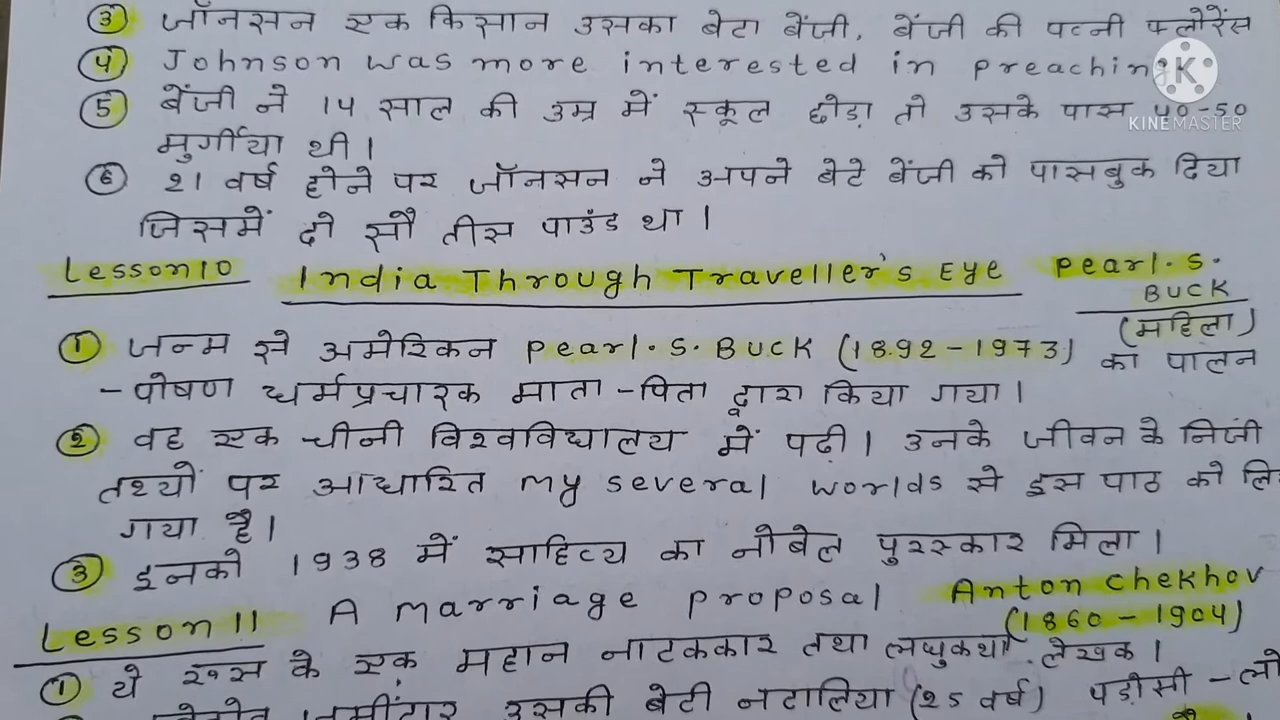 ③ जॉनसन एक किसान उसका बेटा बेंजी, बेंजी की पत्नी फ्लोरेंस
④ Johnson was more interested in preaching
⑤ बेंजी ने 14 साल की उम्र में स्कूल छोड़ा तो उसके पास 40-50
मुर्गीया थी।
⑥ 21 वर्ष होने पर जॉनसन ने अपने बेटे बेंजी को पासबुक दिया
जिसमें दो सौ तीस पाउंड था।
Lesson 10 India Through Traveller's Eye Pearl. S.
BUCK
(महिला)
① जन्म से अमेरिकन Pearl. S. BUCK (1892-1973) का पालन
-पोषण धर्मप्रचारक माता-पिता द्वारा किया गया।
② वह एक चीनी विश्वविद्यालय में पढ़ी। उनके जीवन के निजी
तथ्यों पर आधारित my several worlds से इस पाठ को
गया है।
③ इनको 1938 में साहित्य का नोबेल पुरस्कार मिला।
Lesson 11 A marriage proposal Anton Chekhov
(1860-1904)
① ये रूस के एक महान नाटककार तथा लघुकथा लेखक।
जमींदार उसकी बेटी नटालिया (25 वर्ष) पड़ोसी -
K
KINEMASTER